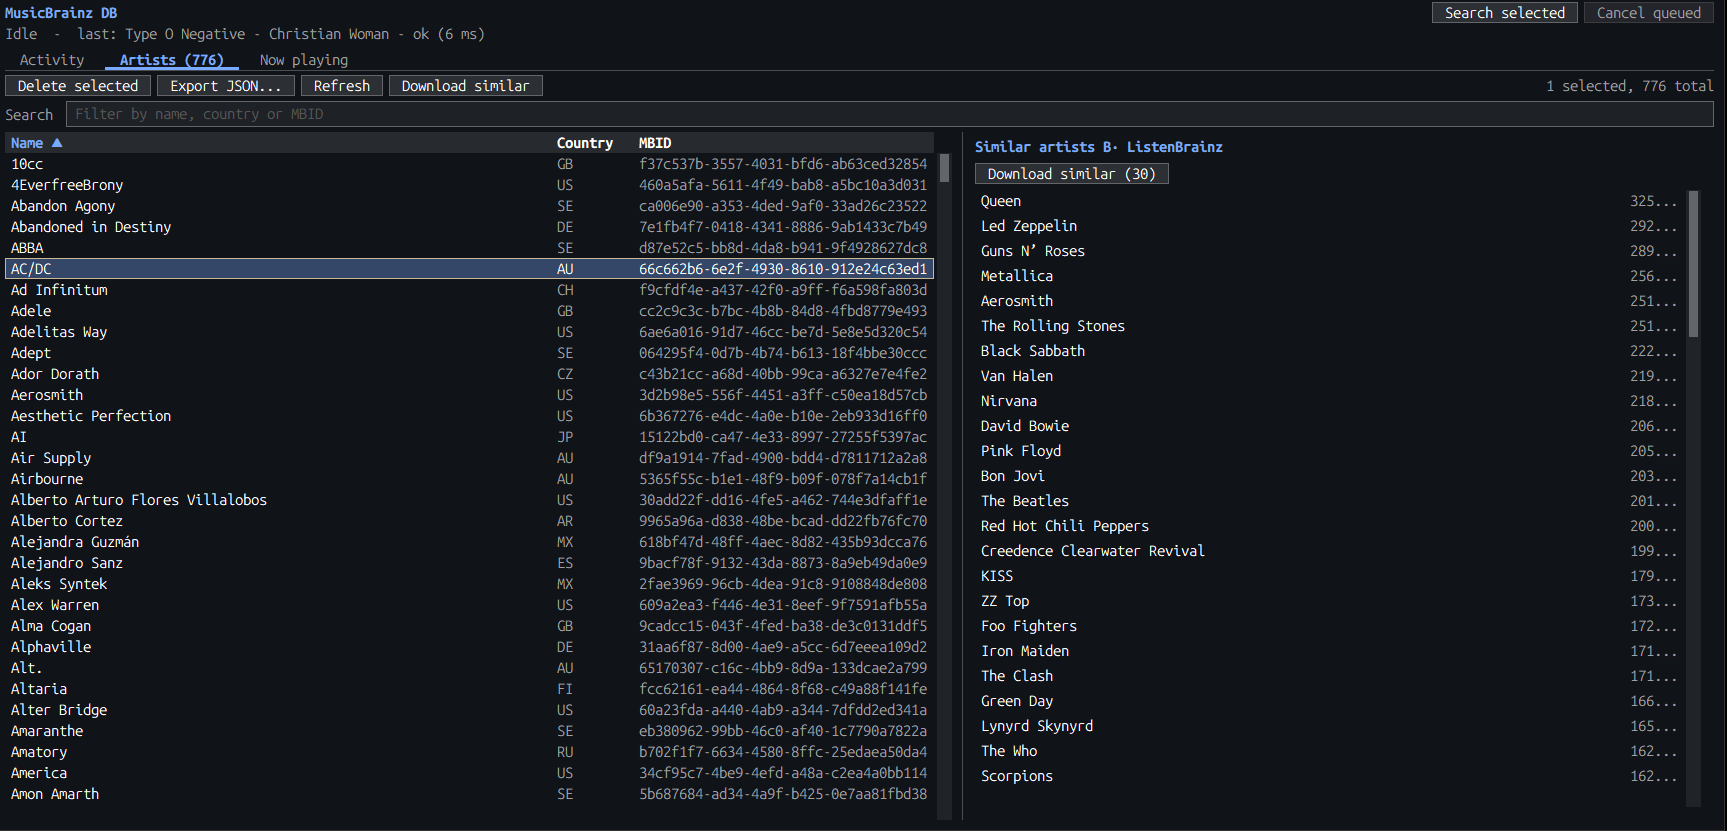 MusicBrainz DB
Search selected Cancel queued
Idle - last: Type O Negative - Christian Woman - ok (6 ms)
Activity Artists (776) Now playing
Delete selected Export JSON... Refresh Download similar 1 selected, 776 total
Search Filter by name, country or MBID
Name ▲ Country MBID
10cc GB f37c537b-3557-4031-bfd6-ab63ced32854
4EverfreeBrony US 460a5afa-5611-4f49-bab8-a5bc10a3d031
Abandon Agony SE ca006e90-a353-4ded-9af0-33ad26c23522
Abandoned in Destiny DE 7e1fb4f7-0418-4341-8886-9ab1433c7b49
ABBA SE d87e52c5-bb8d-4da8-b941-9f4928627dc8
AC/DC AU 66c662b6-6e2f-4930-8610-912e24c63ed1
Ad Infinitum CH f9cfdf4e-a437-42f0-a9ff-f6a598fa803d
Adele GB cc2c9c3c-b7bc-4b8b-84d8-4fbd8779e493
Adelitas Way US 6ae6a016-91d7-46cc-be7d-5e8e5d320c54
Adept SE 064295f4-0d7b-4b74-b613-18f4bbe30ccc
Ador Dorath CZ c43b21cc-a68d-40bb-99ca-a6327e7e4fe2
Aerosmith US 3d2b98e5-556f-4451-a3ff-c50ea18d57cb
Aesthetic Perfection US 6b367276-e4dc-4a0e-b10e-2eb933d16ff0
AI JP 15122bd0-ca47-4e33-8997-27255f5397ac
Air Supply AU df9a1914-7fad-4900-bdd4-d7811712a2a8
Airbourne AU 5365f55c-b1e1-48f9-b09f-078f7a14cb1f
Alberto Arturo Flores Villalobos US 30add22f-dd16-4fe5-a462-744e3dfaff1e
Alberto Cortez AR 9965a96a-d838-48be-bcad-dd22fb76fc70
Alejandra Guzmán MX 618bf47d-48ff-4aec-8d82-435b93dcca76
Alejandro Sanz ES 9bacf78f-9132-43da-8873-8a9eb49da0e9
Aleks Syntek MX 2fae3969-96cb-4dea-91c8-9108848de808
Alex Warren US 609a2ea3-f446-4e31-8eef-9f7591afb55a
Alma Cogan GB 9cadcc15-043f-4fed-ba38-de3c0131ddf5
Alphaville DE 31aa6f87-8d00-4ae9-a5cc-6d7eeea109d2
Alt. AU 65170307-c16c-4bb9-8d9a-133dcae2a799
Altaria FI fcc62161-ea44-4864-8f68-c49a88f141fe
Alter Bridge US 60a23fda-a440-4ab9-a344-7dfdd2ed341a
Amaranthe SE eb380962-99bb-46c0-af40-1c7790a7822a
Amatory RU b702f1f7-6634-4580-8ffc-25edaea50da4
America US 34cf95c7-4be9-4efd-a48a-c2ea4a0bb114
Amon Amarth SE 5b687684-ad34-4a9f-b425-0e7aa81fbd38
Similar artists В· ListenBrainz
Download similar (30)
Queen 325...
Led Zeppelin 292...
Guns N’ Roses 289...
Metallica 256...
Aerosmith 251...
The Rolling Stones 251...
Black Sabbath 222...
Van Halen 219...
Nirvana 218...
David Bowie 206...
Pink Floyd 205...
Bon Jovi 203...
The Beatles 201...
Red Hot Chili Peppers 200...
Creedence Clearwater Revival 199...
KISS 179...
ZZ Top 173...
Foo Fighters 172...
Iron Maiden 171...
The Clash 171...
Green Day 166...
Lynyrd Skynyrd 165...
The Who 162...
Scorpions 162...